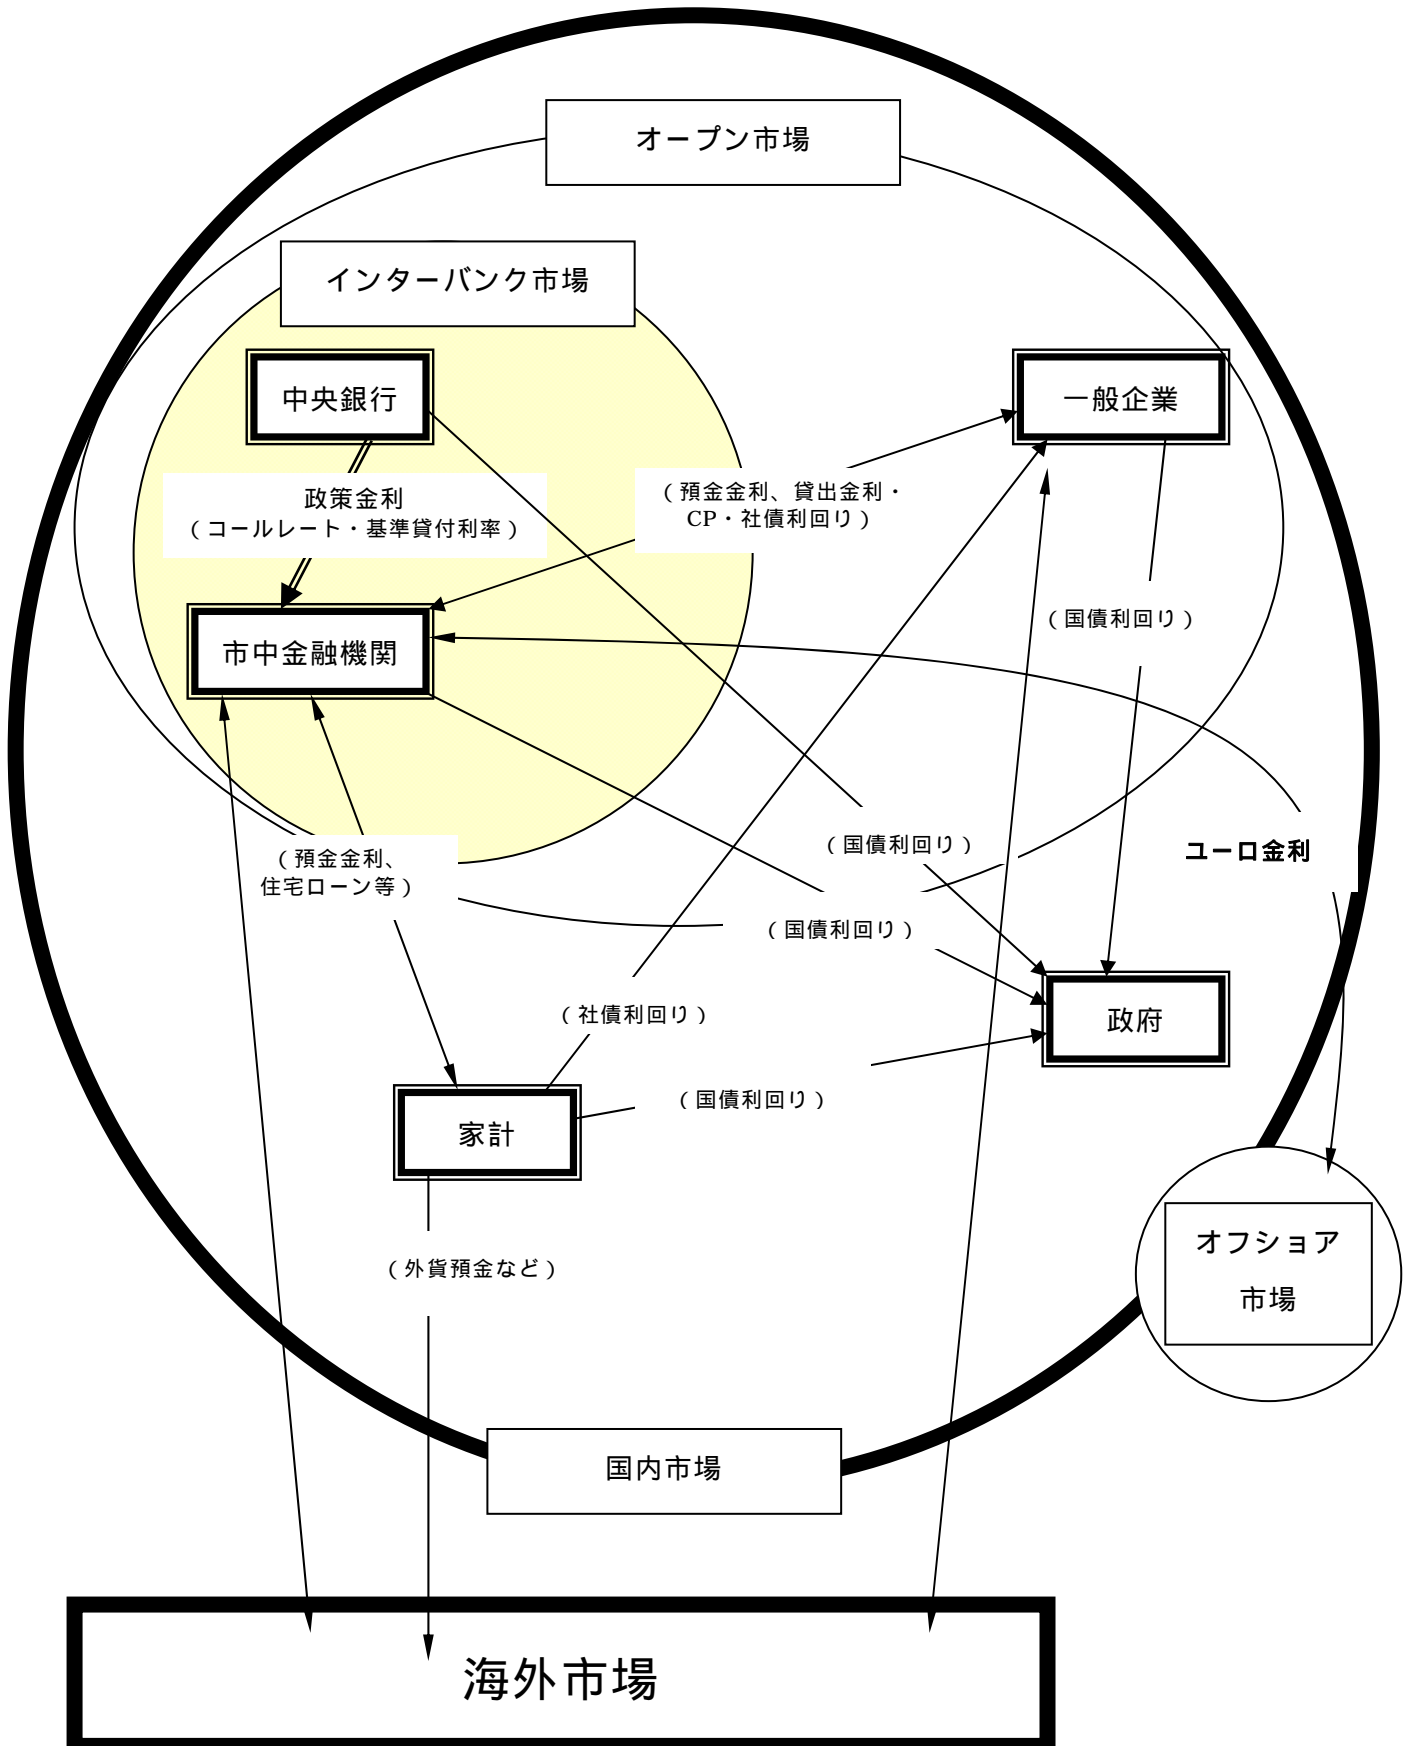 オープン市場
インターバンク市場
中央銀行
一般企業
政策金利
（コールレート・基準貸付利率）
（預金金利、貸出金利・
CP・社債利回り）
（国債利回り）
市中金融機関
（国債利回り）
ユーロ金利
（預金金利、
住宅ローン等）
（国債利回り）
（社債利回り）
政府
（国債利回り）
家計
オフショア
市場
（外貨預金など）
国内市場
海外市場